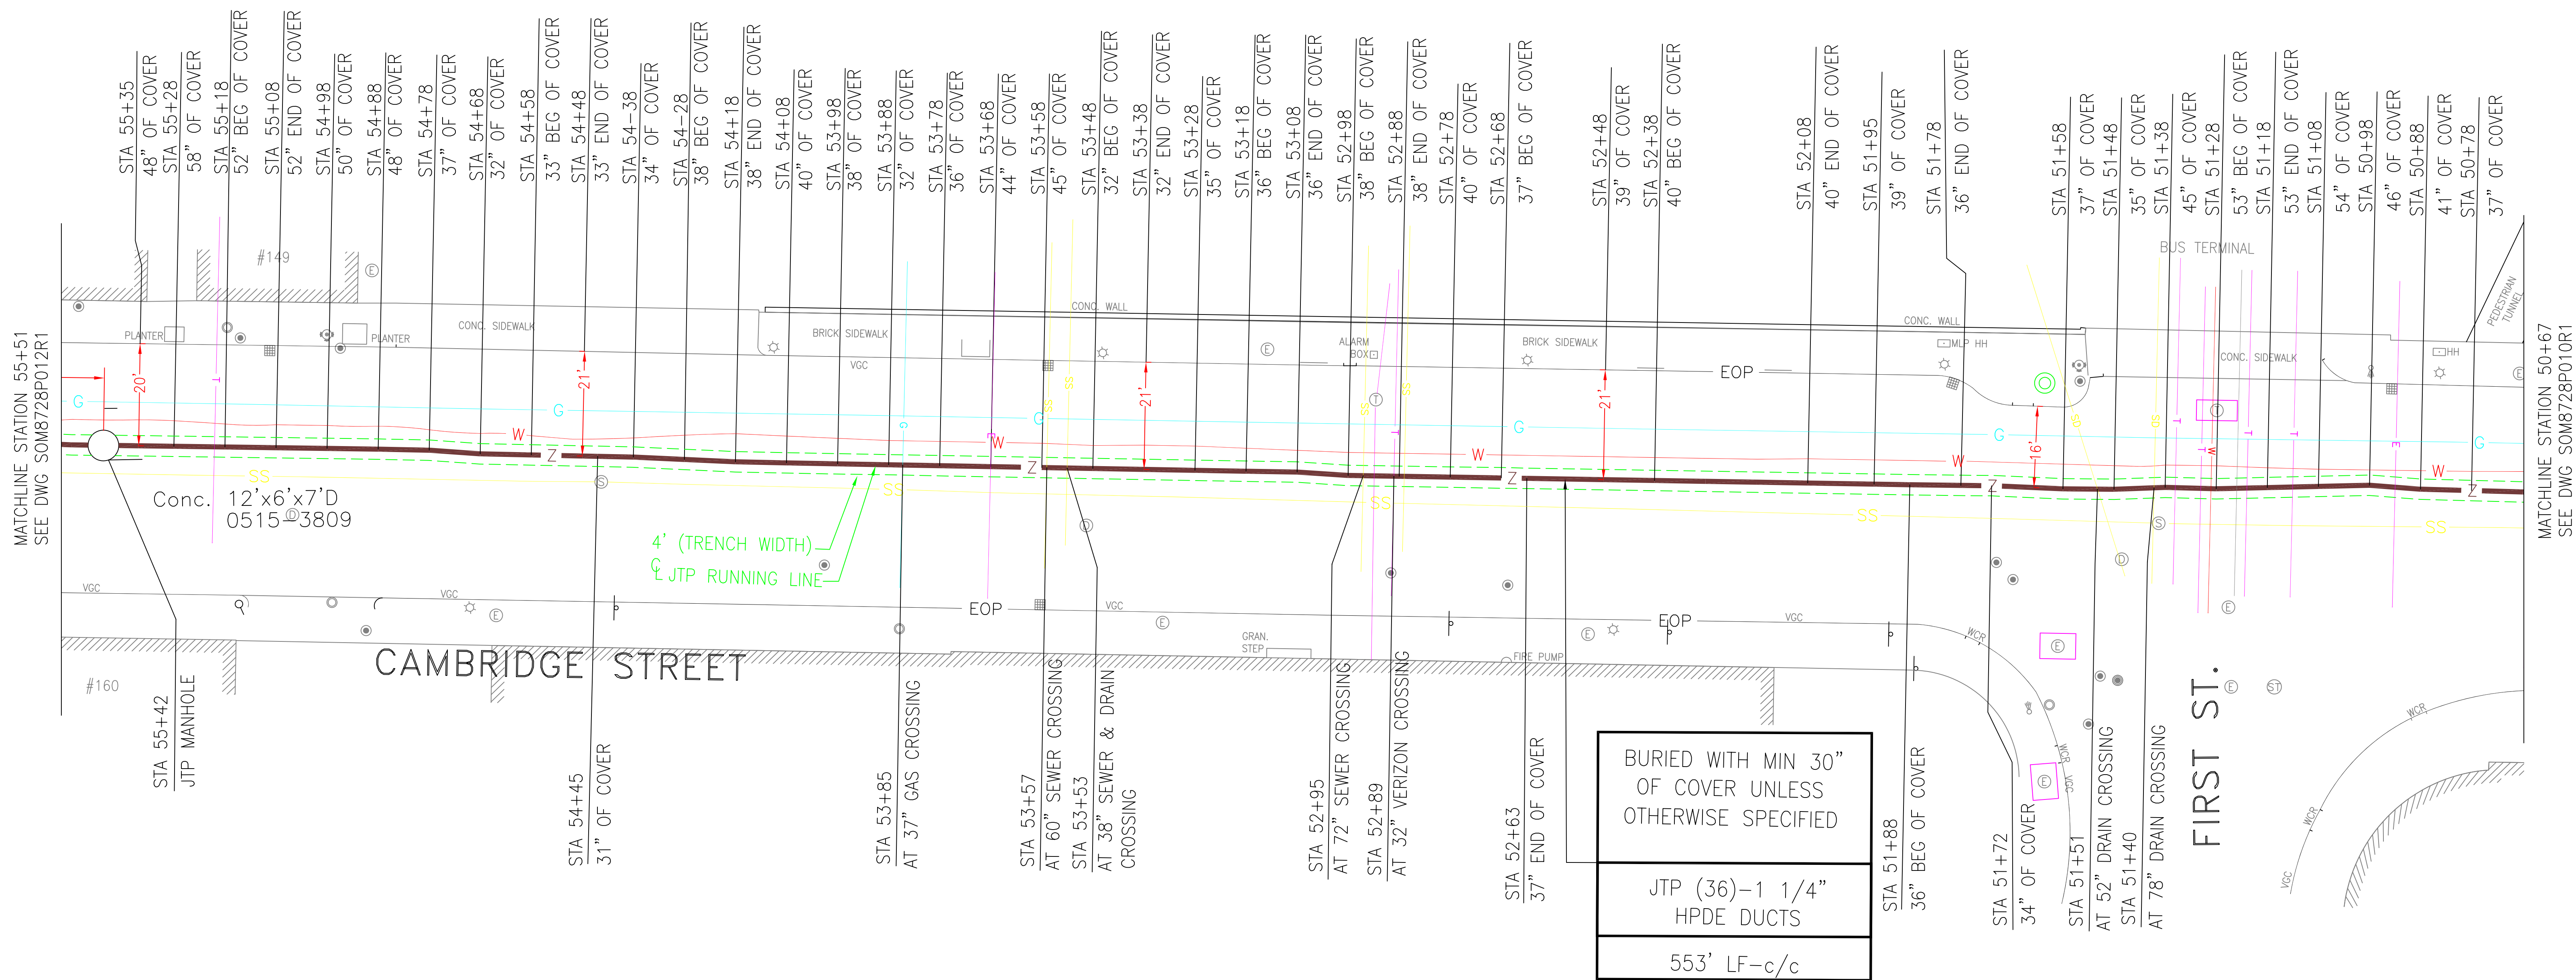 STA 55+35
48" OF COVER
STA 55+28
58" OF COVER
STA 55+18
52" BEG OF COVER
STA 55+08
52" END OF COVER
STA 54+98
50" OF COVER
STA 54+88
48" OF COVER
STA 54+78
37" OF COVER
STA 54+68
32" OF COVER
STA 54+58
33" BEG OF COVER
STA 54+48
33" END OF COVER
STA 54-38
34" OF COVER
STA 54-28
38" BEG OF COVER
STA 54+18
38" END OF COVER
STA 54+08
40" OF COVER
STA 53+98
38" OF COVER
STA 53+88
32" OF COVER
STA 53+78
36" OF COVER
STA 53+68
44" OF COVER
STA 53+58
45" OF COVER
STA 53+48
32" BEG OF COVER
STA 53+38
32" END OF COVER
STA 53+28
35" OF COVER
STA 53+18
36" BEG OF COVER
STA 53+08
36" END OF COVER
STA 52+98
38" BEG OF COVER
STA 52+88
38" END OF COVER
STA 52+78
40" OF COVER
STA 52+68
37" BEG OF COVER
STA 52+48
39" OF COVER
STA 52+38
40" BEG OF COVER
STA 52+08
40" END OF COVER
STA 51+95
39" OF COVER
STA 51+78
36" END OF COVER
STA 51+58
37" OF COVER
STA 51+48
35" OF COVER
STA 51+38
45" OF COVER
STA 51+28
53" BEG OF COVER
STA 51+18
53" END OF COVER
STA 51+08
54" OF COVER
STA 50+98
46" OF COVER
STA 50+88
41" OF COVER
STA 50+78
37" OF COVER
MATCHLINE STATION 55+51
SEE DWG SOM8728P012R1
#149
E
BUS TERMINAL
PEDESTRIAN
TUNNEL
PLANTER
PLANTER
CONC. SIDEWALK
BRICK SIDEWALK
CONC. WALL
VGC
E
ALARM
BOX
BRICK SIDEWALK
EOP
CONC. WALL
MLP HH
CONC. SIDEWALK
HH
E
20'
21'
21'
21'
16'
T
G
G
G
G
G
G
G
W
W
W
W
W
W
E
SS
SS
SS
SS
T
T
SD
SD
T
T
T
T
T
T
E
Z
Z
Z
Z
Z
SS
SS
SS
SS
SS
S
D
S
D
Conc. 12'x6'x7'D
0515-3809
D
4' (TRENCH WIDTH)
℄ JTP RUNNING LINE
VGC
VGC
E
EOP
VGC
E
GRAN.
STEP
FIRE PUMP
E
EOP
VGC
WCR
WCR
VGC
E
E
E
E
ST
WCR
WCR
VGC
CAMBRIDGE STREET
FIRST ST.
#160
STA 55+42
JTP MANHOLE
STA 54+45
31" OF COVER
STA 53+85
AT 37" GAS CROSSING
STA 53+57
AT 60" SEWER CROSSING
STA 53+53
AT 38" SEWER & DRAIN
CROSSING
STA 52+95
AT 72" SEWER CROSSING
STA 52+89
AT 32" VERIZON CROSSING
STA 52+63
37" END OF COVER
BURIED WITH MIN 30"
OF COVER UNLESS
OTHERWISE SPECIFIED
JTP (36)-1 1/4"
HPDE DUCTS
553' LF-c/c
STA 51+88
36" BEG OF COVER
STA 51+72
34" OF COVER
STA 51+51
AT 52" DRAIN CROSSING
STA 51+40
AT 78" DRAIN CROSSING
MATCHLINE STATION 50+67
SEE DWG SOM8728P010R1